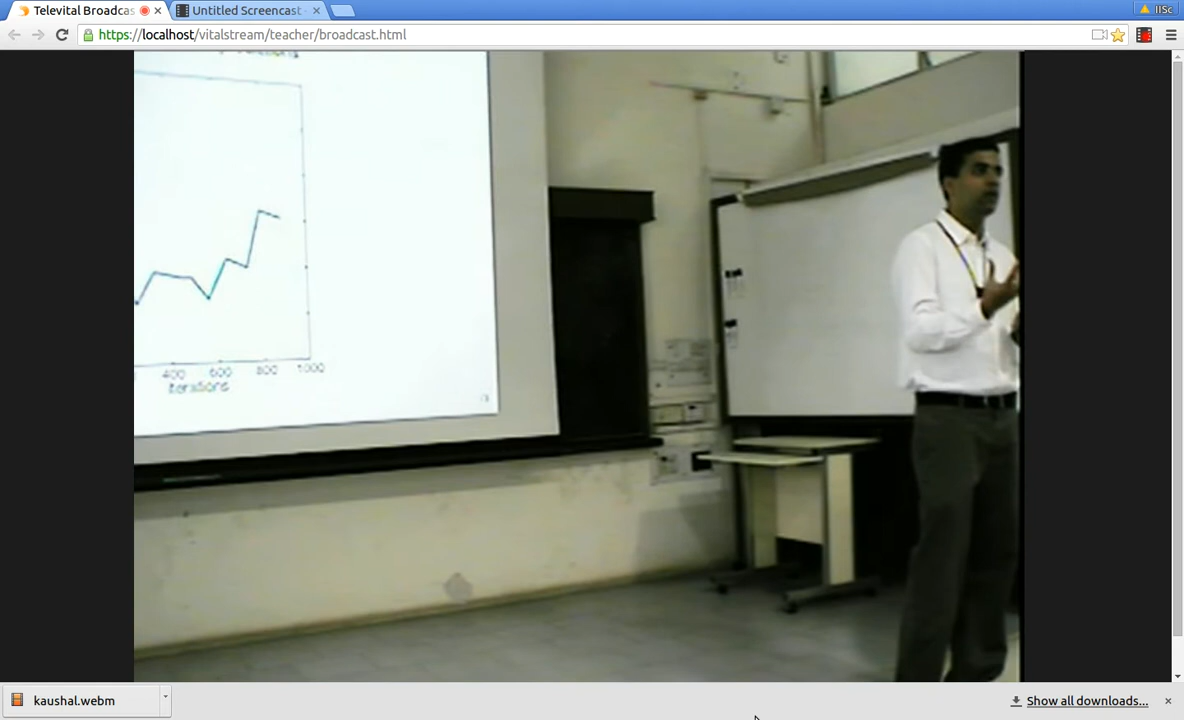 Televital Broadcas
Untitled Screencast
IISc
https://localhost/vitalstream/teacher/broadcast.html
400 600 800 1000
Iterations
kaushal.webm
Show all downloads...